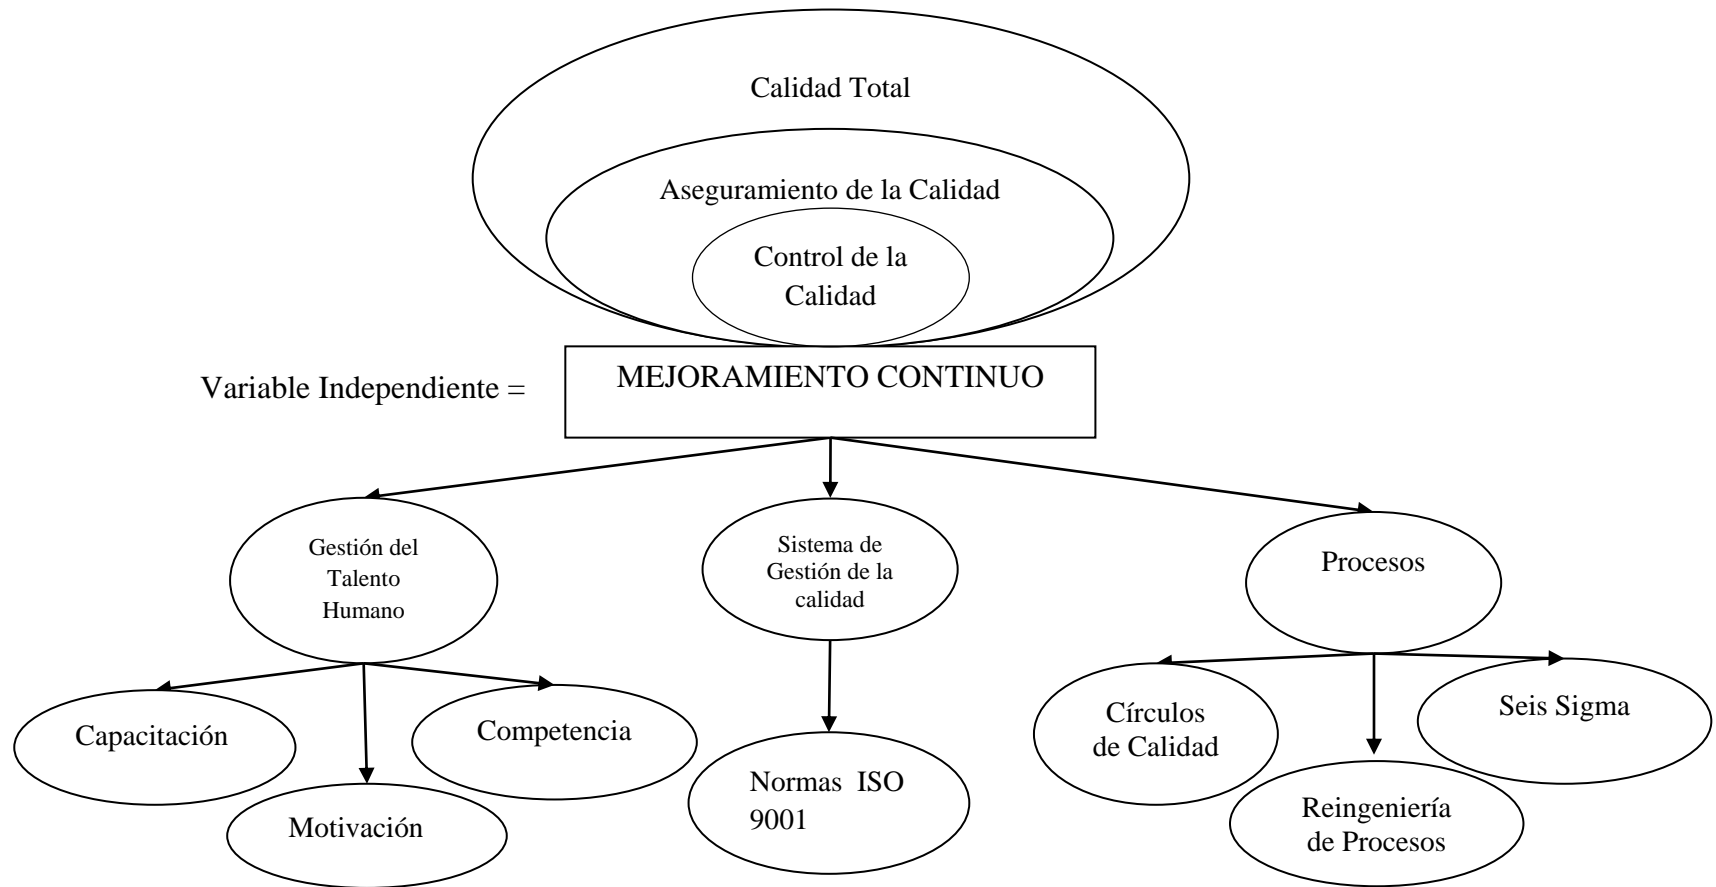 Calidad Total
Aseguramiento de la Calidad
Control de la
Calidad
Variable Independiente =
MEJORAMIENTO CONTINUO
Gestión del
Talento
Humano
Sistema de
Gestión de la
calidad
Procesos
Capacitación
Motivación
Competencia
Normas ISO
9001
Círculos
de Calidad
Reingeniería
de Procesos
Seis Sigma